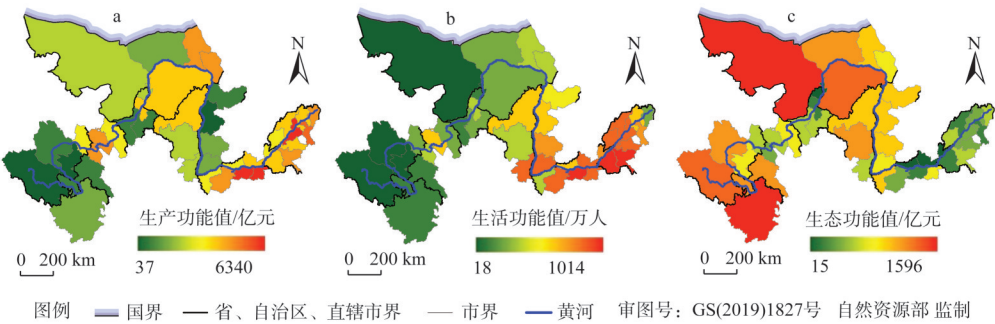 a
N
生产功能值/亿元
37 6340
0 200 km
b
N
生活功能值/万人
18 1014
0 200 km
c
N
生态功能值/亿元
15 1596
0 200 km
图例 国界 省、自治区、直辖市界 市界 黄河 审图号：GS(2019)1827号 自然资源部 监制